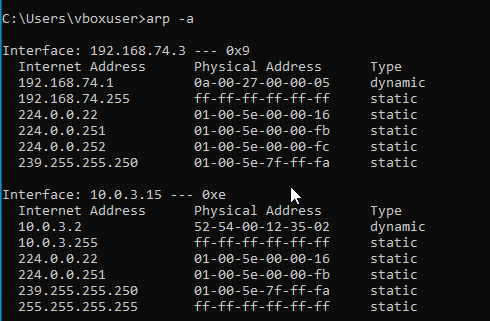 C:\Users\vboxuser>arp -a
Interface: 192.168.74.3 --- 0x9
Internet Address Physical Address Type
192.168.74.1 0a-00-27-00-00-05 dynamic
192.168.74.255 ff-ff-ff-ff-ff-ff static
224.0.0.22 01-00-5e-00-00-16 static
224.0.0.251 01-00-5e-00-00-fb static
224.0.0.252 01-00-5e-00-00-fc static
239.255.255.250 01-00-5e-7f-ff-fa static
Interface: 10.0.3.15 --- 0xe
Internet Address Physical Address Type
10.0.3.2 52-54-00-12-35-02 dynamic
10.0.3.255 ff-ff-ff-ff-ff-ff static
224.0.0.22 01-00-5e-00-00-16 static
224.0.0.251 01-00-5e-00-00-fb static
239.255.255.250 01-00-5e-7f-ff-fa static
255.255.255.255 ff-ff-ff-ff-ff-ff static